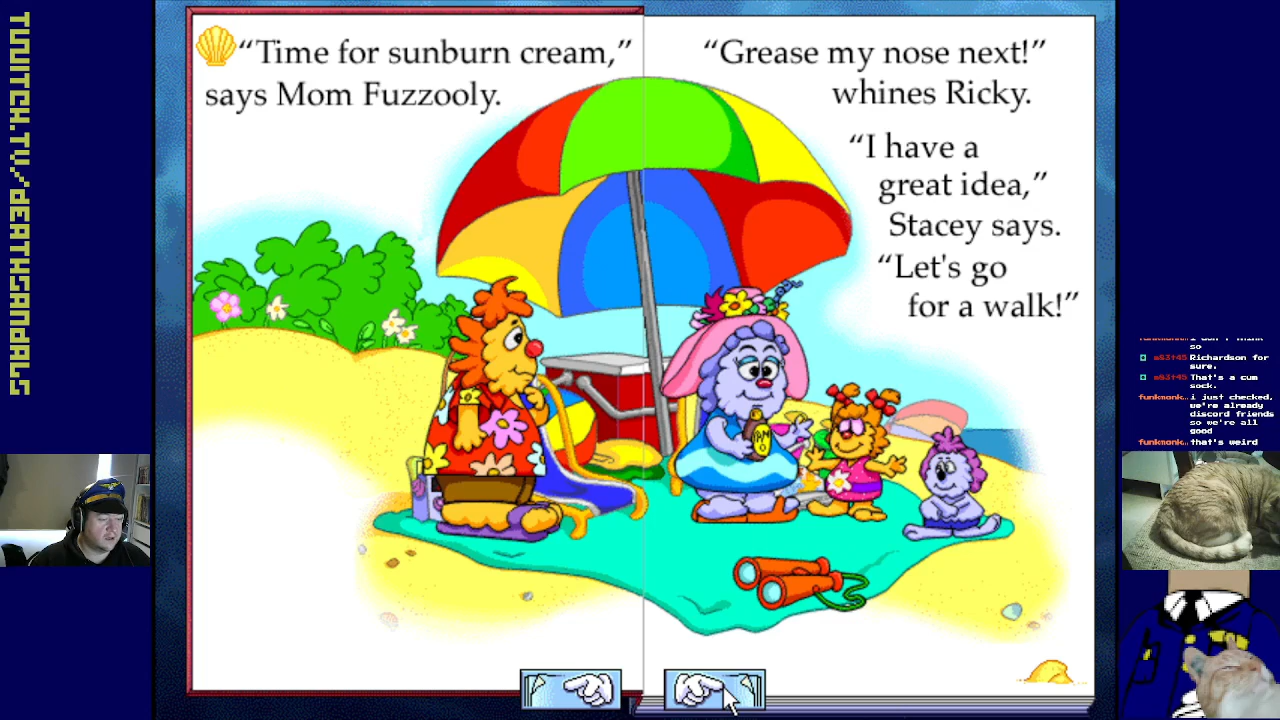 TWITCH.TV/DEATHSANDALS
“Time for sunburn cream,”
says Mom Fuzzooly.
“Grease my nose next!”
whines Ricky.
“I have a
great idea,”
Stacey says.
“Let's go
for a walk!”
so
Richardson for
sure.
That's a cum
sock.
i just checked,
we're already
discord friends
so we're all
good
that's weird